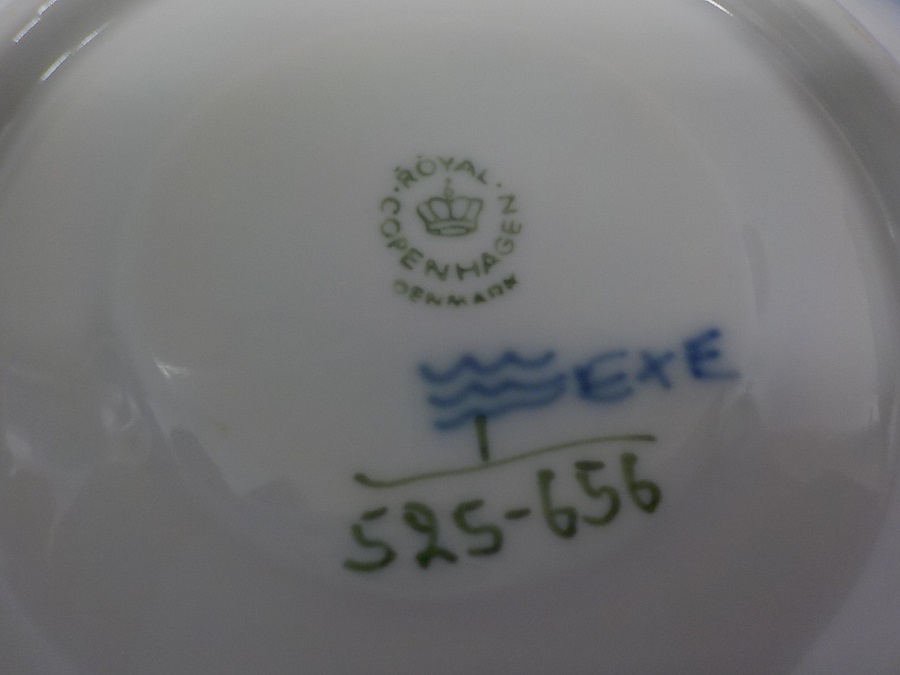 ROYAL
COPENHAGEN
DENMARK
EXE
525-656